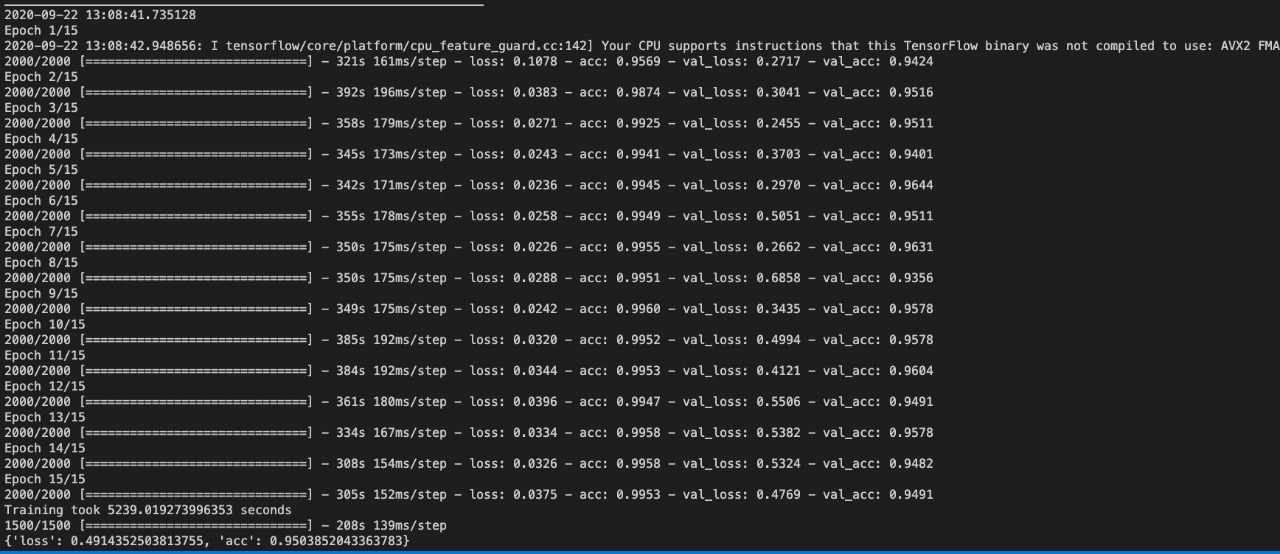 2020-09-22 13:08:41.735128
Epoch 1/15
2020-09-22 13:08:42.948656: I tensorflow/core/platform/cpu_feature_guard.cc:142] Your CPU supports instructions that this TensorFlow binary was not compiled to use: AVX2 FMA
2000/2000 [==============================] - 321s 161ms/step - loss: 0.1078 - acc: 0.9569 - val_loss: 0.2717 - val_acc: 0.9424
Epoch 2/15
2000/2000 [==============================] - 392s 196ms/step - loss: 0.0383 - acc: 0.9874 - val_loss: 0.3041 - val_acc: 0.9516
Epoch 3/15
2000/2000 [==============================] - 358s 179ms/step - loss: 0.0271 - acc: 0.9925 - val_loss: 0.2455 - val_acc: 0.9511
Epoch 4/15
2000/2000 [==============================] - 345s 173ms/step - loss: 0.0243 - acc: 0.9941 - val_loss: 0.3703 - val_acc: 0.9401
Epoch 5/15
2000/2000 [==============================] - 342s 171ms/step - loss: 0.0236 - acc: 0.9945 - val_loss: 0.2970 - val_acc: 0.9644
Epoch 6/15
2000/2000 [==============================] - 355s 178ms/step - loss: 0.0258 - acc: 0.9949 - val_loss: 0.5051 - val_acc: 0.9511
Epoch 7/15
2000/2000 [==============================] - 350s 175ms/step - loss: 0.0226 - acc: 0.9955 - val_loss: 0.2662 - val_acc: 0.9631
Epoch 8/15
2000/2000 [==============================] - 350s 175ms/step - loss: 0.0288 - acc: 0.9951 - val_loss: 0.6858 - val_acc: 0.9356
Epoch 9/15
2000/2000 [==============================] - 349s 175ms/step - loss: 0.0242 - acc: 0.9960 - val_loss: 0.3435 - val_acc: 0.9578
Epoch 10/15
2000/2000 [==============================] - 385s 192ms/step - loss: 0.0320 - acc: 0.9952 - val_loss: 0.4994 - val_acc: 0.9578
Epoch 11/15
2000/2000 [==============================] - 384s 192ms/step - loss: 0.0344 - acc: 0.9953 - val_loss: 0.4121 - val_acc: 0.9604
Epoch 12/15
2000/2000 [==============================] - 361s 180ms/step - loss: 0.0396 - acc: 0.9947 - val_loss: 0.5506 - val_acc: 0.9491
Epoch 13/15
2000/2000 [==============================] - 334s 167ms/step - loss: 0.0334 - acc: 0.9958 - val_loss: 0.5382 - val_acc: 0.9578
Epoch 14/15
2000/2000 [==============================] - 308s 154ms/step - loss: 0.0326 - acc: 0.9958 - val_loss: 0.5324 - val_acc: 0.9482
Epoch 15/15
2000/2000 [==============================] - 305s 152ms/step - loss: 0.0375 - acc: 0.9953 - val_loss: 0.4769 - val_acc: 0.9491
Training took 5239.019273996353 seconds
1500/1500 [==============================] - 208s 139ms/step
{'loss': 0.4914352503813755, 'acc': 0.9503852043363783}